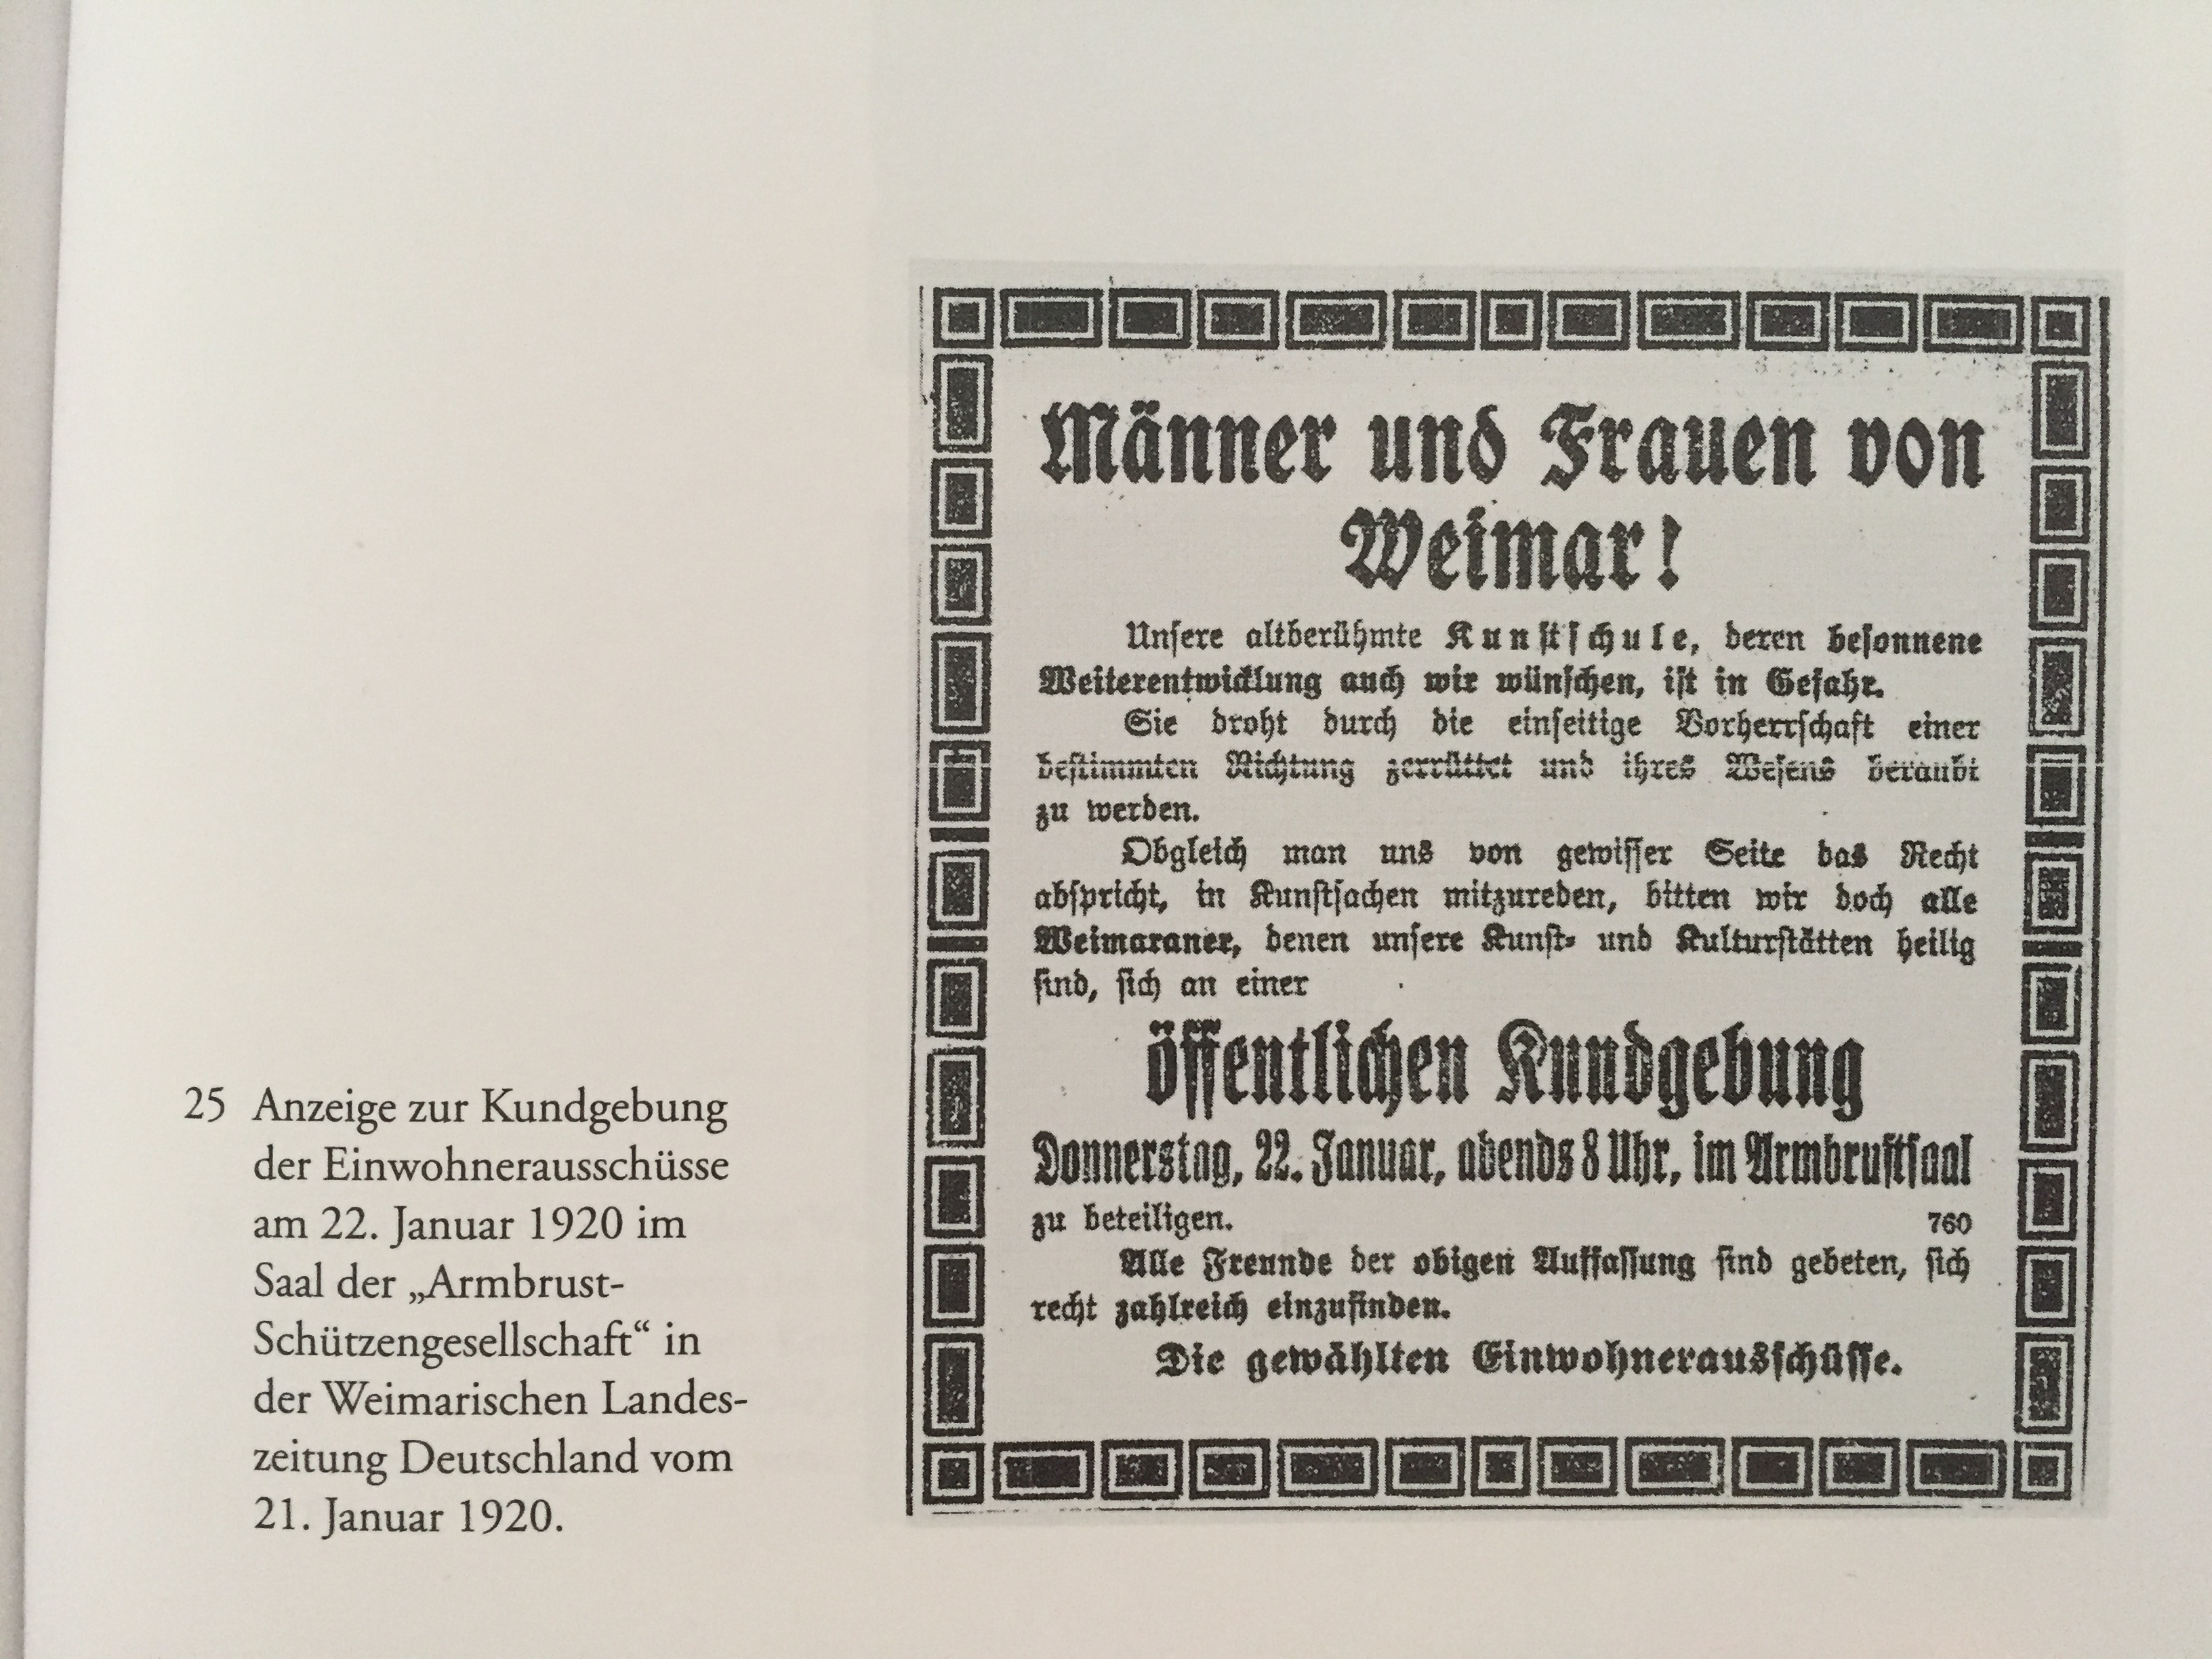 Männer und Frauen von
Weimar!
Unsere altberühmte Kunstschule, deren besonnene
Weiterentwicklung auch wir wünschen, ist in Gefahr.
Sie droht durch die einseitige Vorherrschaft einer
bestimmten Richtung zerrüttet und ihres Wesens beraubt
zu werden.
Obgleich man uns von gewisser Seite das Recht
abspricht, in Kunstsachen mitzureden, bitten wir doch alle
Weimaraner, denen unsere Kunst- und Kulturstätten heilig
sind, sich an einer
öffentlichen Kundgebung
Donnerstag, 22. Januar, abends 8 Uhr, im Armbrustsaal
zu beteiligen. 760
Alle Freunde der obigen Auffassung sind gebeten, sich
recht zahlreich einzufinden.
Die gewählten Einwohnerausschüsse.
25 Anzeige zur Kundgebung
der Einwohnerausschüsse
am 22. Januar 1920 im
Saal der „Armbrust-
Schützengesellschaft“ in
der Weimarischen Landes-
zeitung Deutschland vom
21. Januar 1920.